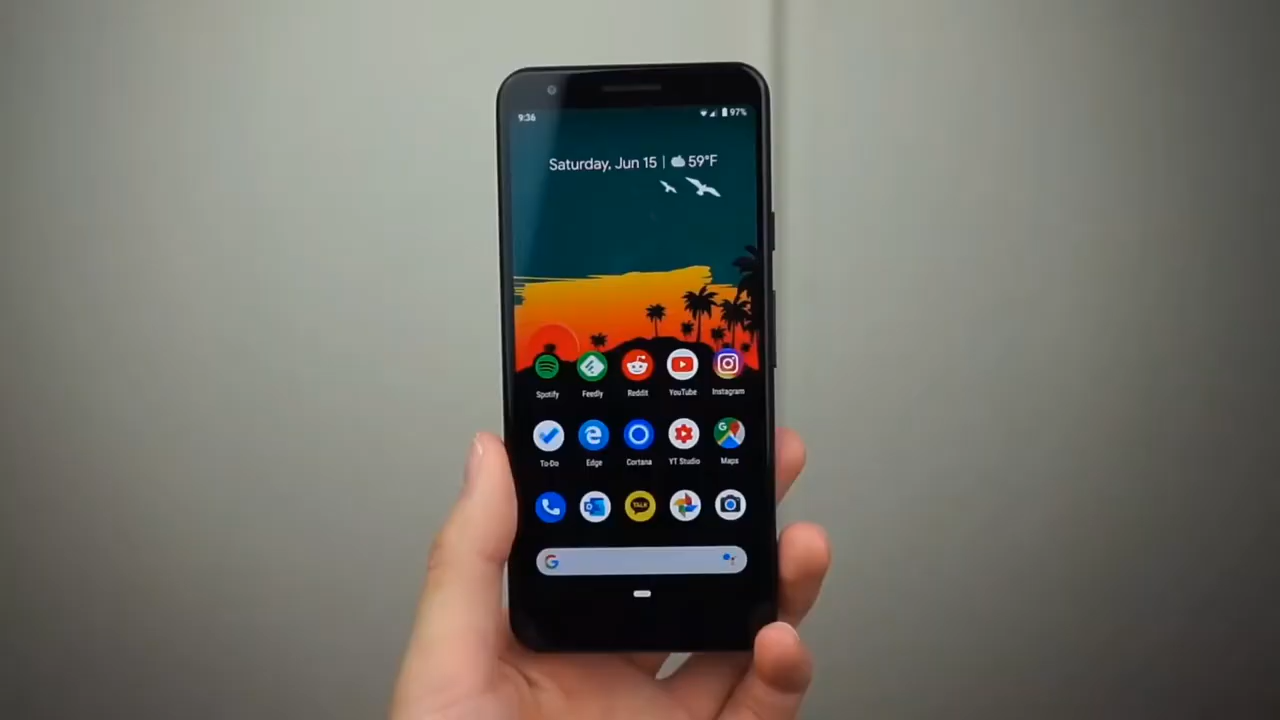 9:36 97%
Saturday, Jun 15 | 59°F
Spotify Feedly Reddit YouTube Instagram
To-Do Edge Cortana YT Studio Maps
TALK